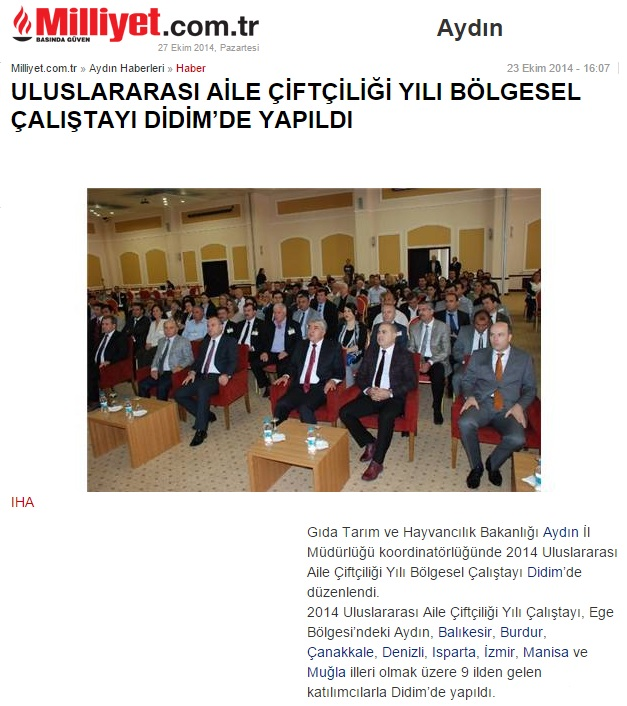 Milliyet.com.tr
BASINDA GÜVEN
27 Ekim 2014, Pazartesi
Aydın
Milliyet.com.tr » Aydın Haberleri » Haber
23 Ekim 2014 - 16:07
ULUSLARARASI AİLE ÇİFTÇİLİĞİ YILI BÖLGESEL
ÇALIŞTAYI DİDİM’DE YAPILDI
IHA
Gıda Tarım ve Hayvancılık Bakanlığı Aydın İl
Müdürlüğü koordinatörlüğünde 2014 Uluslararası
Aile Çiftçiliği Yılı Bölgesel Çalıştayı Didim’de
düzenlendi.
2014 Uluslararası Aile Çiftçiliği Yılı Çalıştayı, Ege
Bölgesi’ndeki Aydın, Balıkesir, Burdur,
Çanakkale, Denizli, Isparta, İzmir, Manisa ve
Muğla illeri olmak üzere 9 ilden gelen
katılımcılarla Didim’de yapıldı.